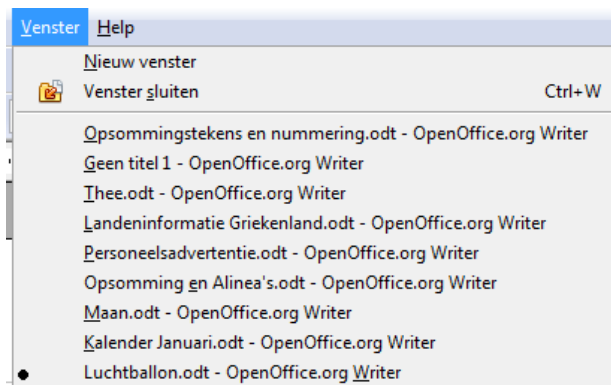 Venster Help
Nieuw venster
Venster sluiten Ctrl+W
Opsommingstekens en nummering.odt - OpenOffice.org Writer
Geen titel 1 - OpenOffice.org Writer
Thee.odt - OpenOffice.org Writer
Landeninformatie Griekenland.odt - OpenOffice.org Writer
Personeelsadvertentie.odt - OpenOffice.org Writer
Opsomming en Alinea's.odt - OpenOffice.org Writer
Maan.odt - OpenOffice.org Writer
Kalender Januari.odt - OpenOffice.org Writer
Luchtballon.odt - OpenOffice.org Writer